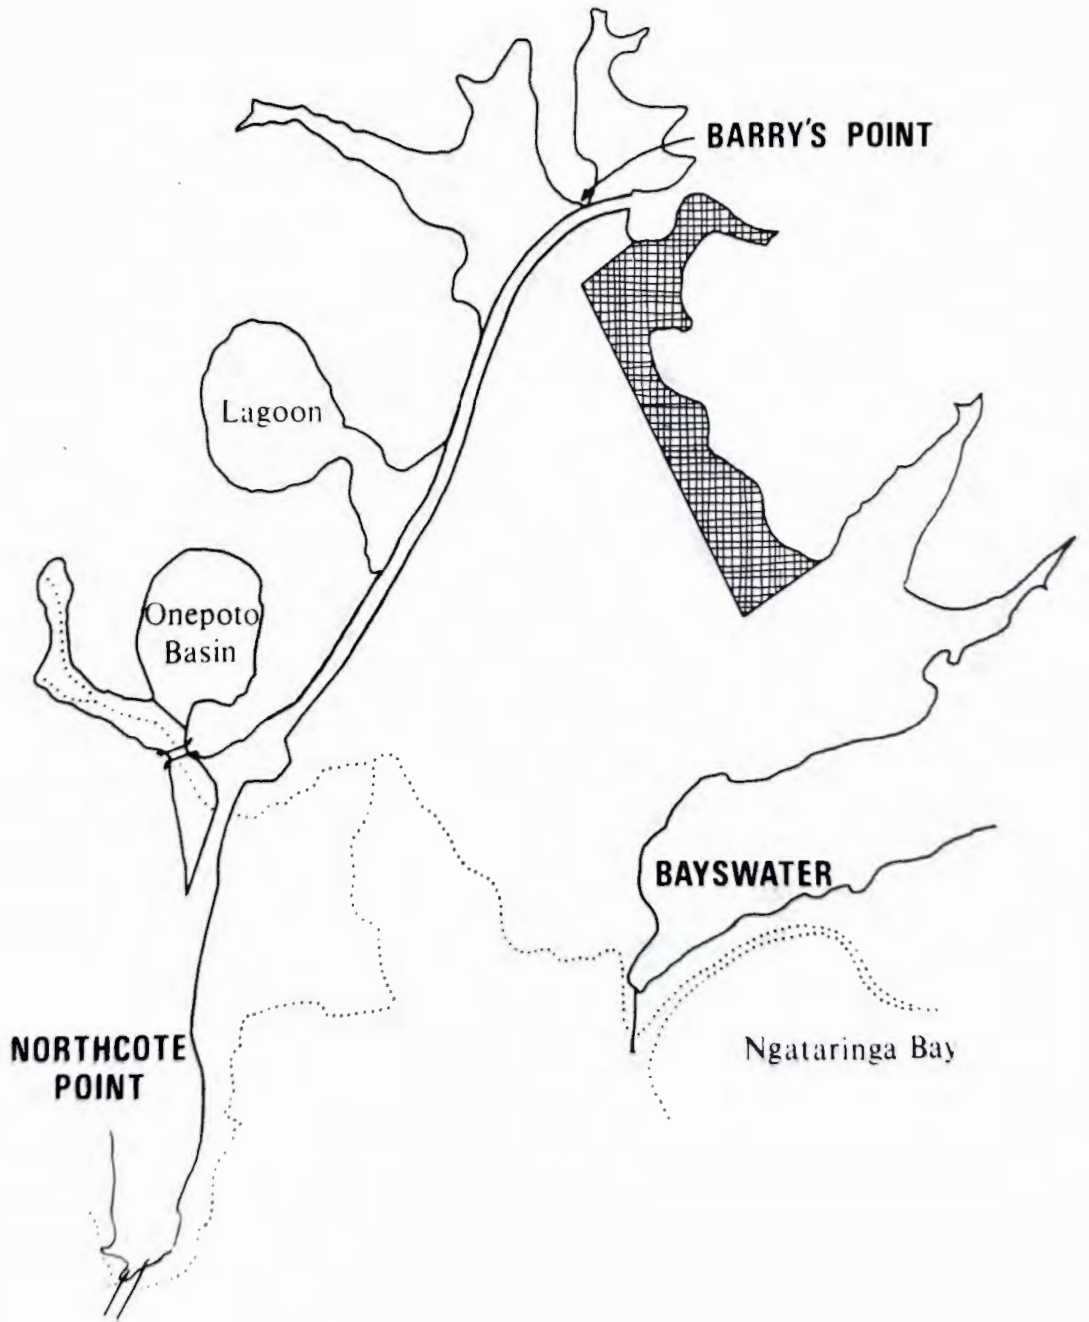 BARRY'S POINT
Lagoon
Onepoto
Basin
BAYSWATER
NORTHCOTE
POINT
Ngataringa Bay